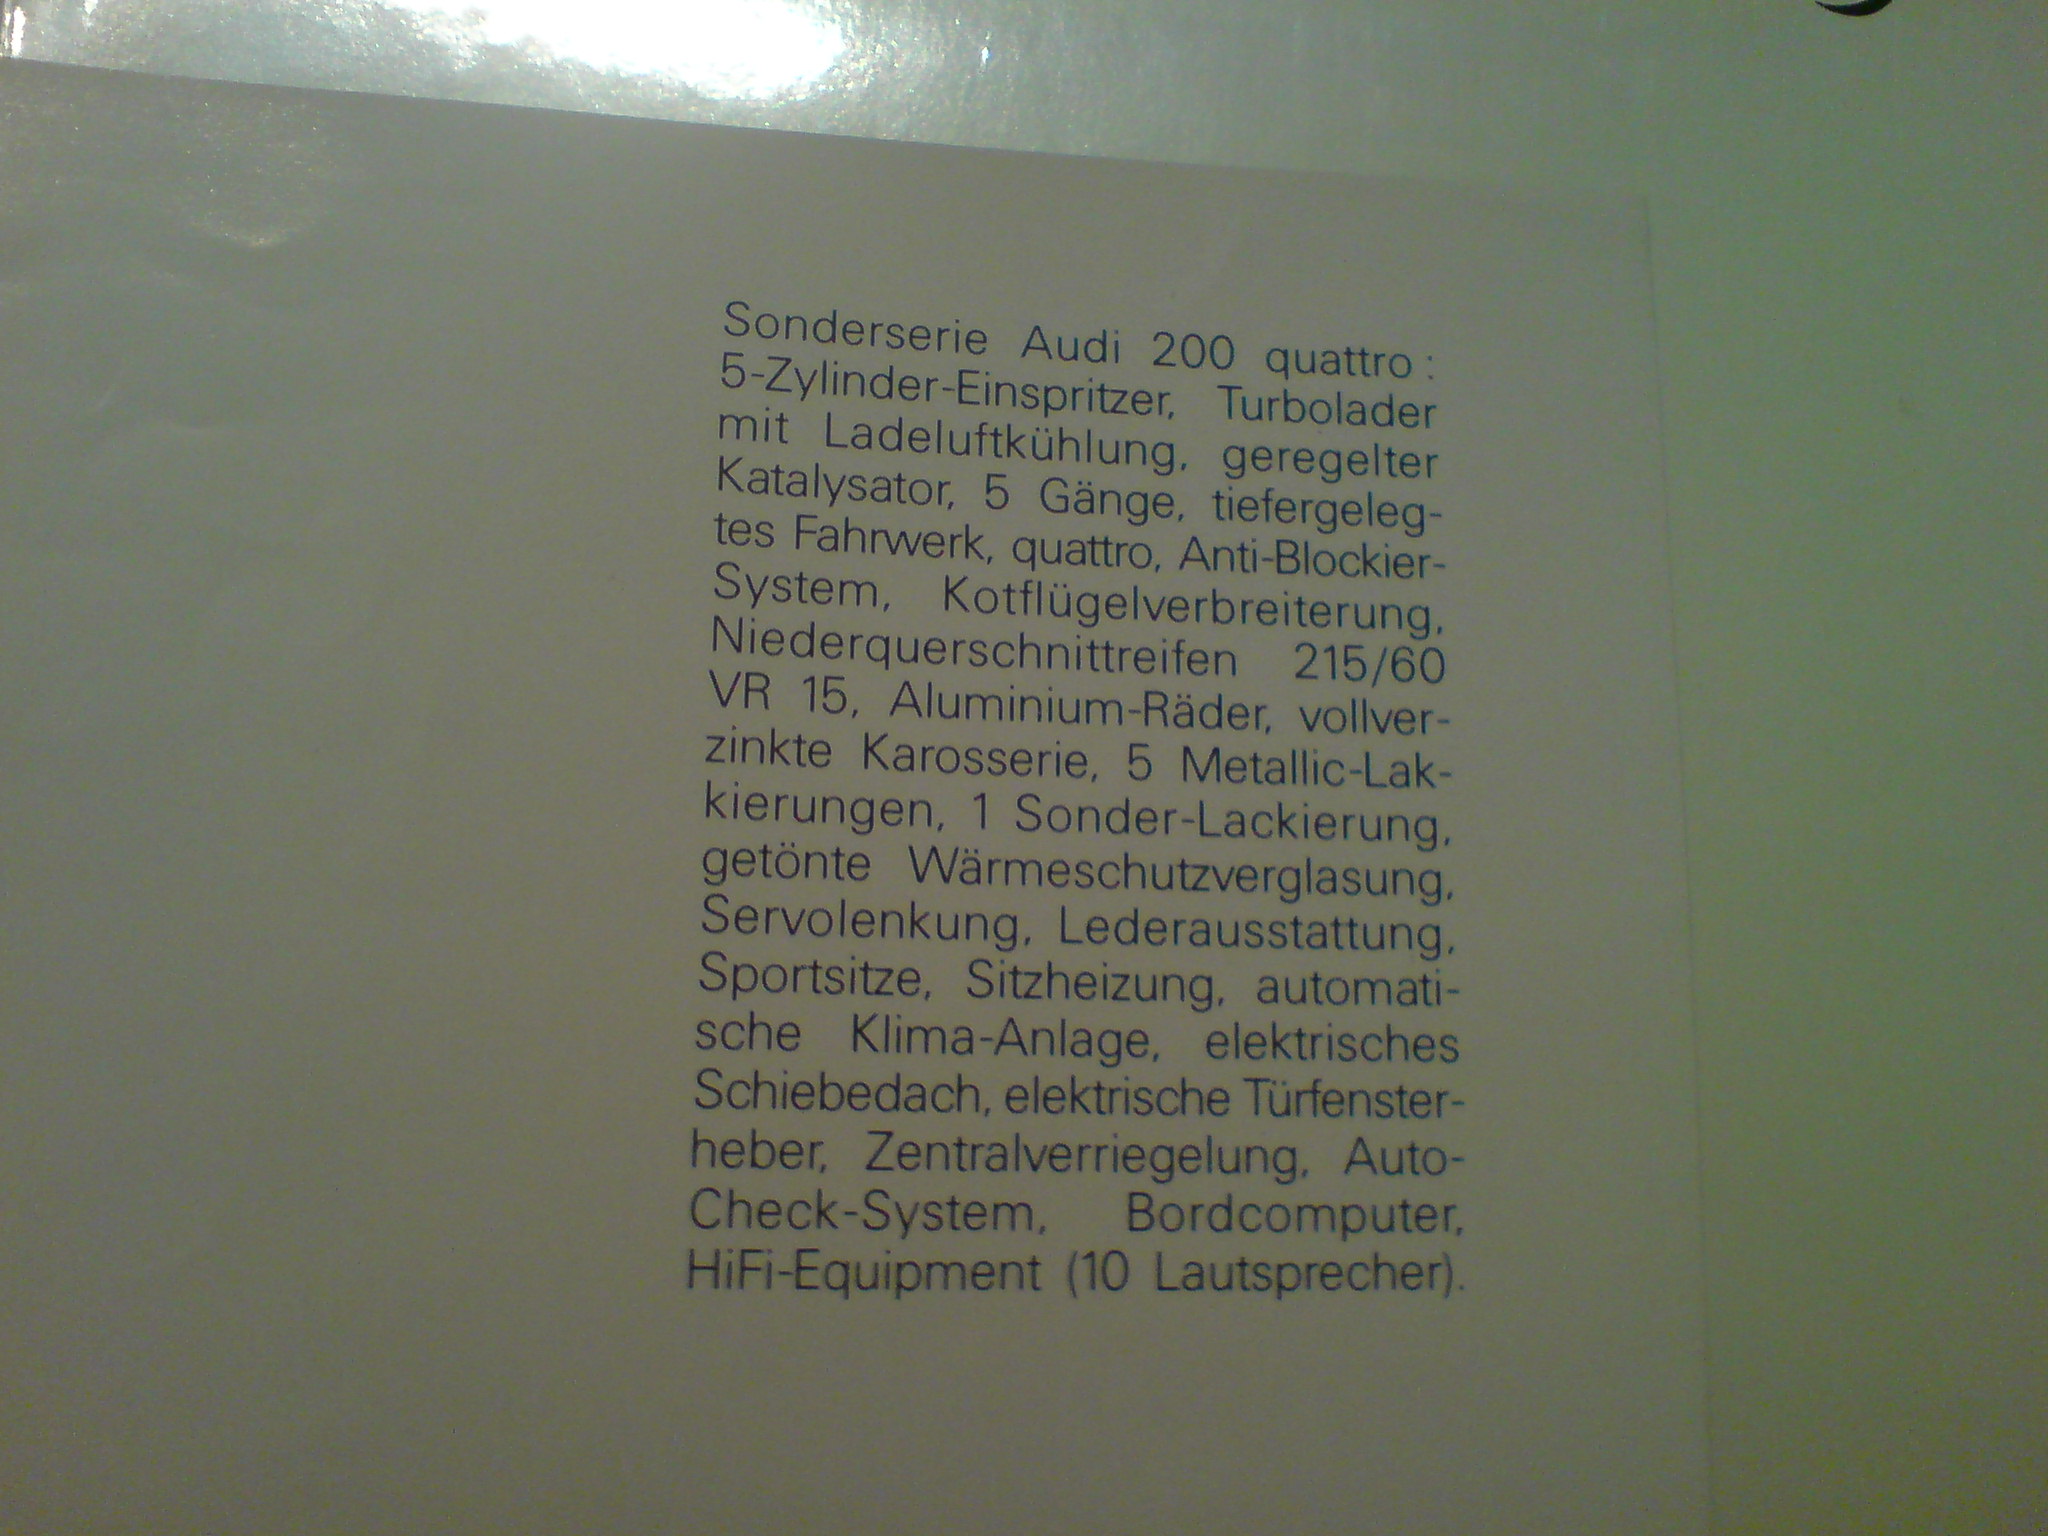 Sonderserie Audi 200 quattro:
5-Zylinder-Einspritzer, Turbolader
mit Ladeluftkühlung, geregelter
Katalysator, 5 Gänge, tiefergeleg-
tes Fahrwerk, quattro, Anti-Blockier-
System, Kotflügelverbreiterung,
Niederquerschnittreifen 215/60
VR 15, Aluminium-Räder, vollver-
zinkte Karosserie, 5 Metallic-Lak-
kierungen, 1 Sonder-Lackierung,
getönte Wärmeschutzverglasung,
Servolenkung, Lederausstattung,
Sportsitze, Sitzheizung, automati-
sche Klima-Anlage, elektrisches
Schiebedach, elektrische Türfenster-
heber, Zentralverriegelung, Auto-
Check-System, Bordcomputer,
HiFi-Equipment (10 Lautsprecher).